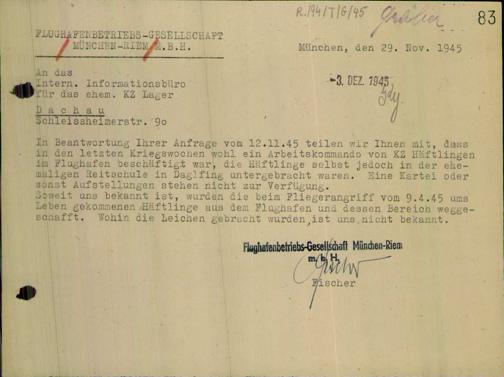 R.194/T/G/45
Gräber
83
FLUGHAFENBETRIEBS-GESELLSCHAFT
MÜNCHEN-RIEM M.B.H.
München, den 29. Nov. 1945
-3. DEZ. 1945
An das
Intern. Informationsbüro
für das ehem. KZ Lager
Dachau
Schleissheimerstr. 90
In Beantwortung Ihrer Anfrage vom 12.11.45 teilen wir Ihnen mit, dass
in den letzten Kriegswochen wohl ein Arbeitskommando von KZ Häftlingen
im Flughafen beschäftigt war, die Häftlinge selbst jedoch in der ehe-
maligen Reitschule in Daglfing untergebracht waren. Eine Kartei oder
sonst Aufstellungen stehen nicht zur Verfügung.
Soweit uns bekannt ist, wurden die beim Fliegerangriff vom 9.4.45 ums
Leben gekommenen Häftlinge aus dem Flughafen und dessen Bereich wegge-
schafft. Wohin die Leichen gebracht wurden, ist uns nicht bekannt.
Flughafenbetriebs-Gesellschaft München-Riem
m. b. H.
Fischer
Fischer